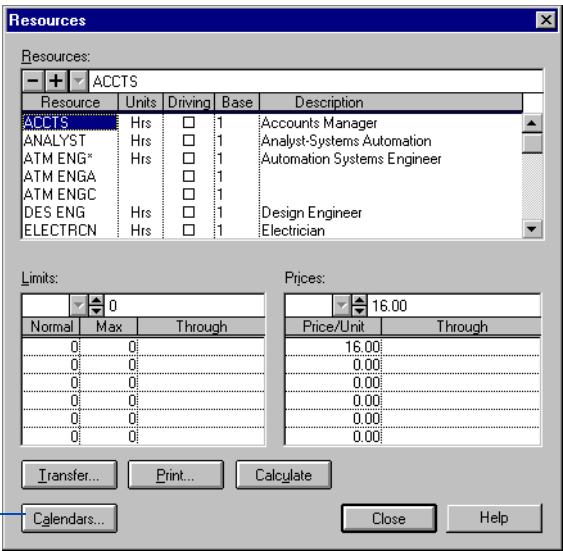 Resources
Resources:
ACCTS
Resource Units Driving Base Description
ACCTS Hrs 1 Accounts Manager
ANALYST Hrs 1 Analyst-Systems Automation
ATM ENG* Hrs 1 Automation Systems Engineer
ATM ENGA 1
ATM ENGC 1
DES ENG Hrs 1 Design Engineer
ELECTRCN Hrs 1 Electrician
Limits: Prices:
0 16.00
Normal Max Through Price/Unit Through
0 0 16.00
0 0 0.00
0 0 0.00
0 0 0.00
0 0 0.00
0 0 0.00
Transfer... Print... Calculate
Calendars... Close Help